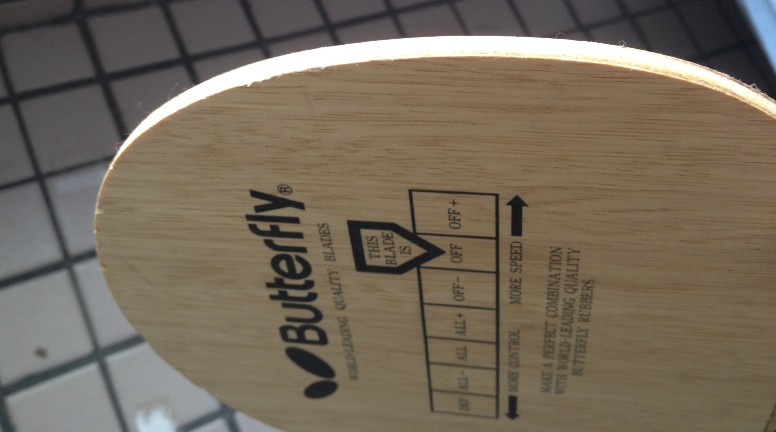 Butterfly®
WORLD-LEADING QUALITY BLADES
THIS
BLADE
IS
DEF ALL- ALL ALL+ OFF- OFF OFF+
MORE CONTROL MORE SPEED
MAKE A PERFECT COMBINATION
WITH WORLD-LEADING QUALITY
BUTTERFLY RUBBERS.